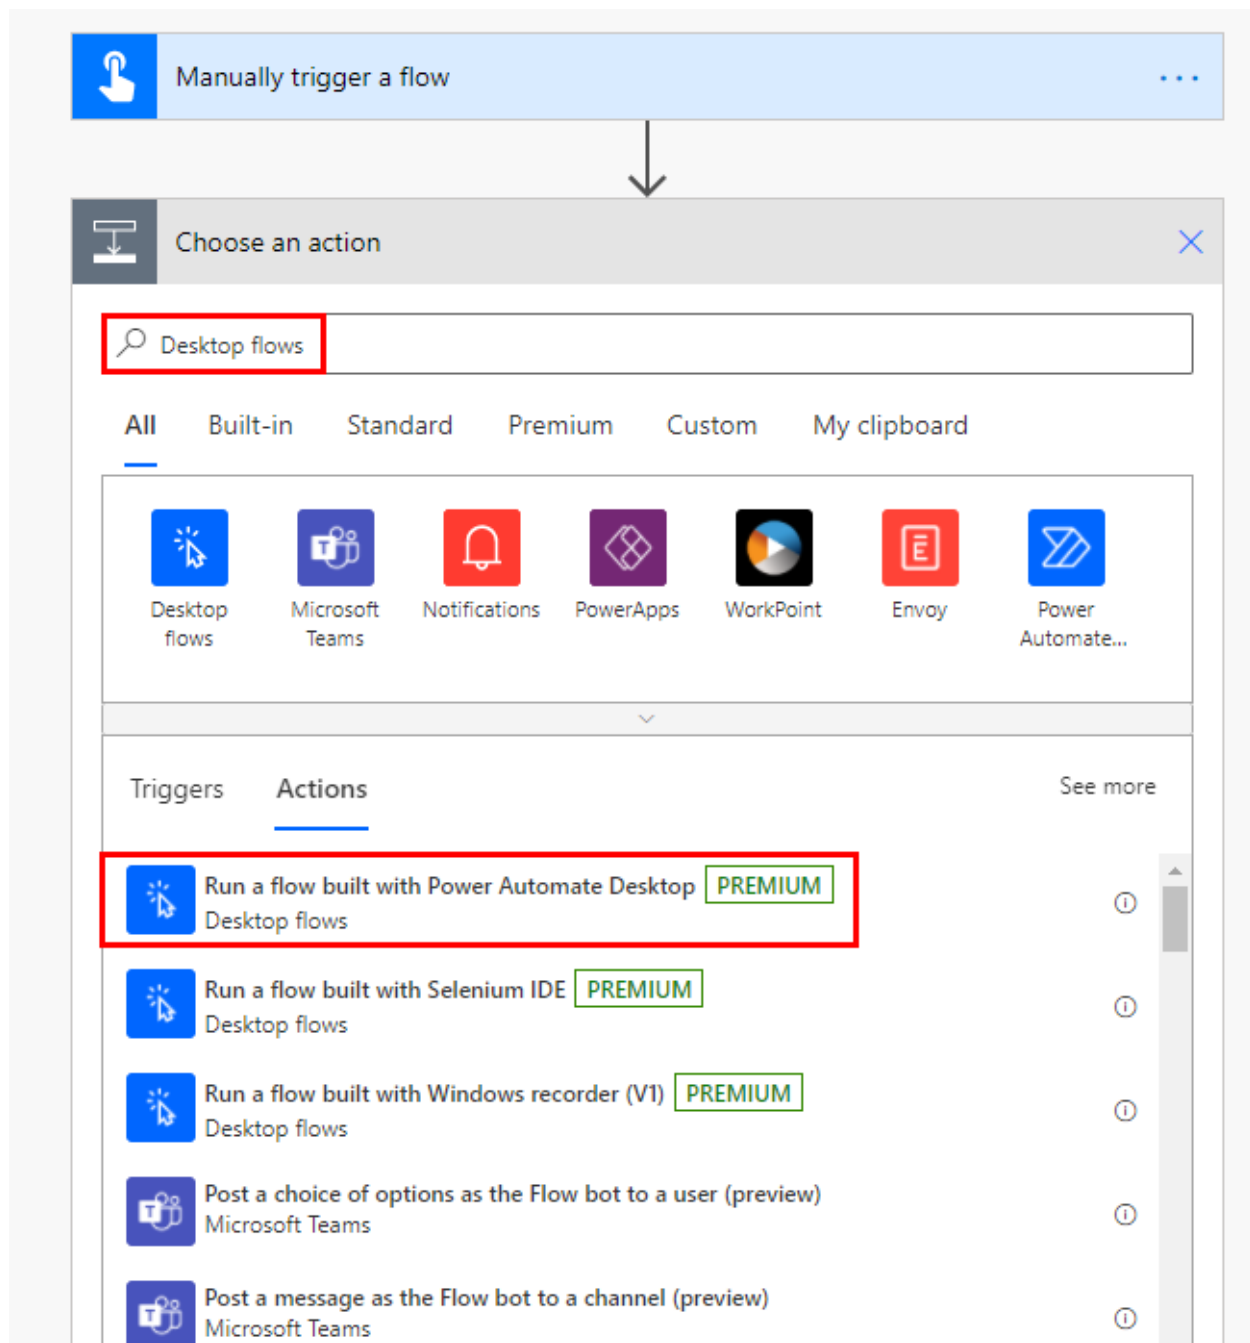 Manually trigger a flow
Choose an action
Desktop flows
All Built-in Standard Premium Custom My clipboard
Desktop flows
Microsoft Teams
Notifications
PowerApps
WorkPoint
Envoy
Power Automate...
Triggers Actions See more
Run a flow built with Power Automate Desktop PREMIUM
Desktop flows
Run a flow built with Selenium IDE PREMIUM
Desktop flows
Run a flow built with Windows recorder (V1) PREMIUM
Desktop flows
Post a choice of options as the Flow bot to a user (preview)
Microsoft Teams
Post a message as the Flow bot to a channel (preview)
Microsoft Teams